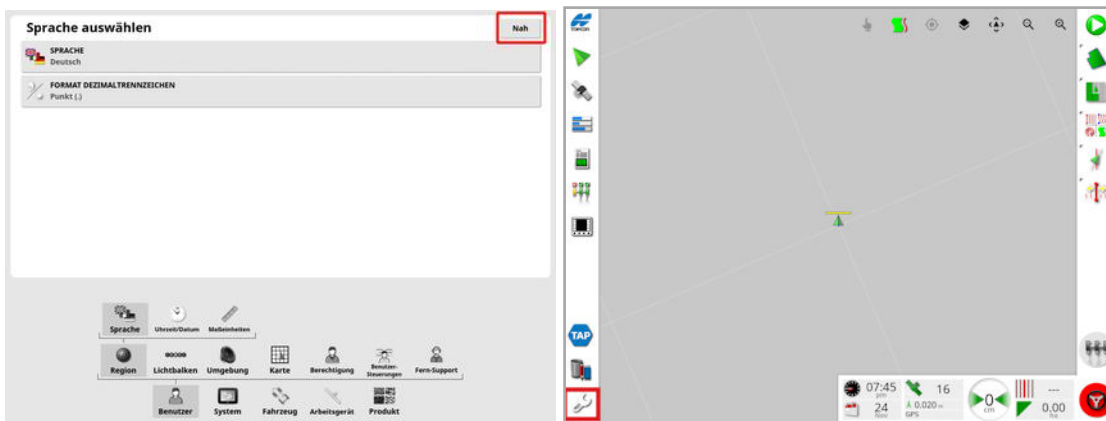 Sprache auswählen
Nah
SPRACHE
Deutsch
FORMAT DEZIMALTRENNZEICHEN
Punkt (.)
Sprache
Uhrzeit/Datum
Maßeinheiten
Region
Lichtbalken
Umgebung
Karte
Berechtigung
Benutzer-
Steuerungen
Fern-Support
Benutzer
System
Fahrzeug
Arbeitsgerät
Produkt
TOPCON
TAP
07:45
pm
24
Nov
16
0,020 m
GPS
0
cm
---
0,00
ha